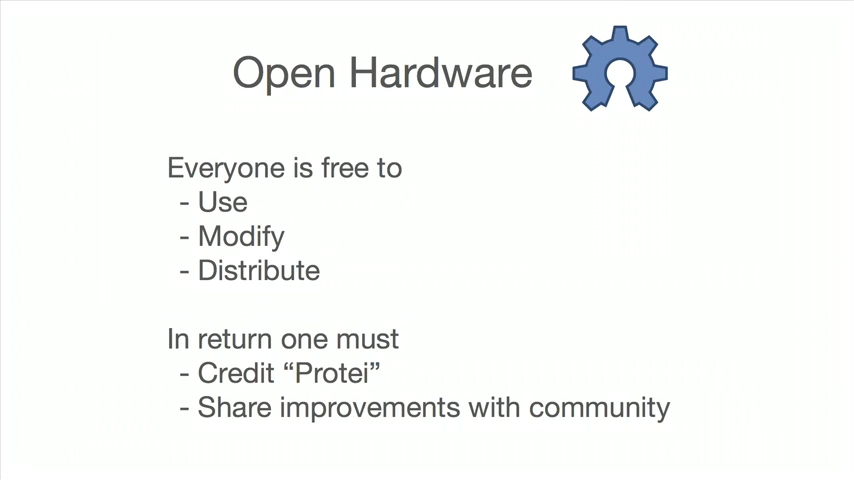 Open Hardware
Everyone is free to
- Use
- Modify
- Distribute
In return one must
- Credit “Protei”
- Share improvements with community